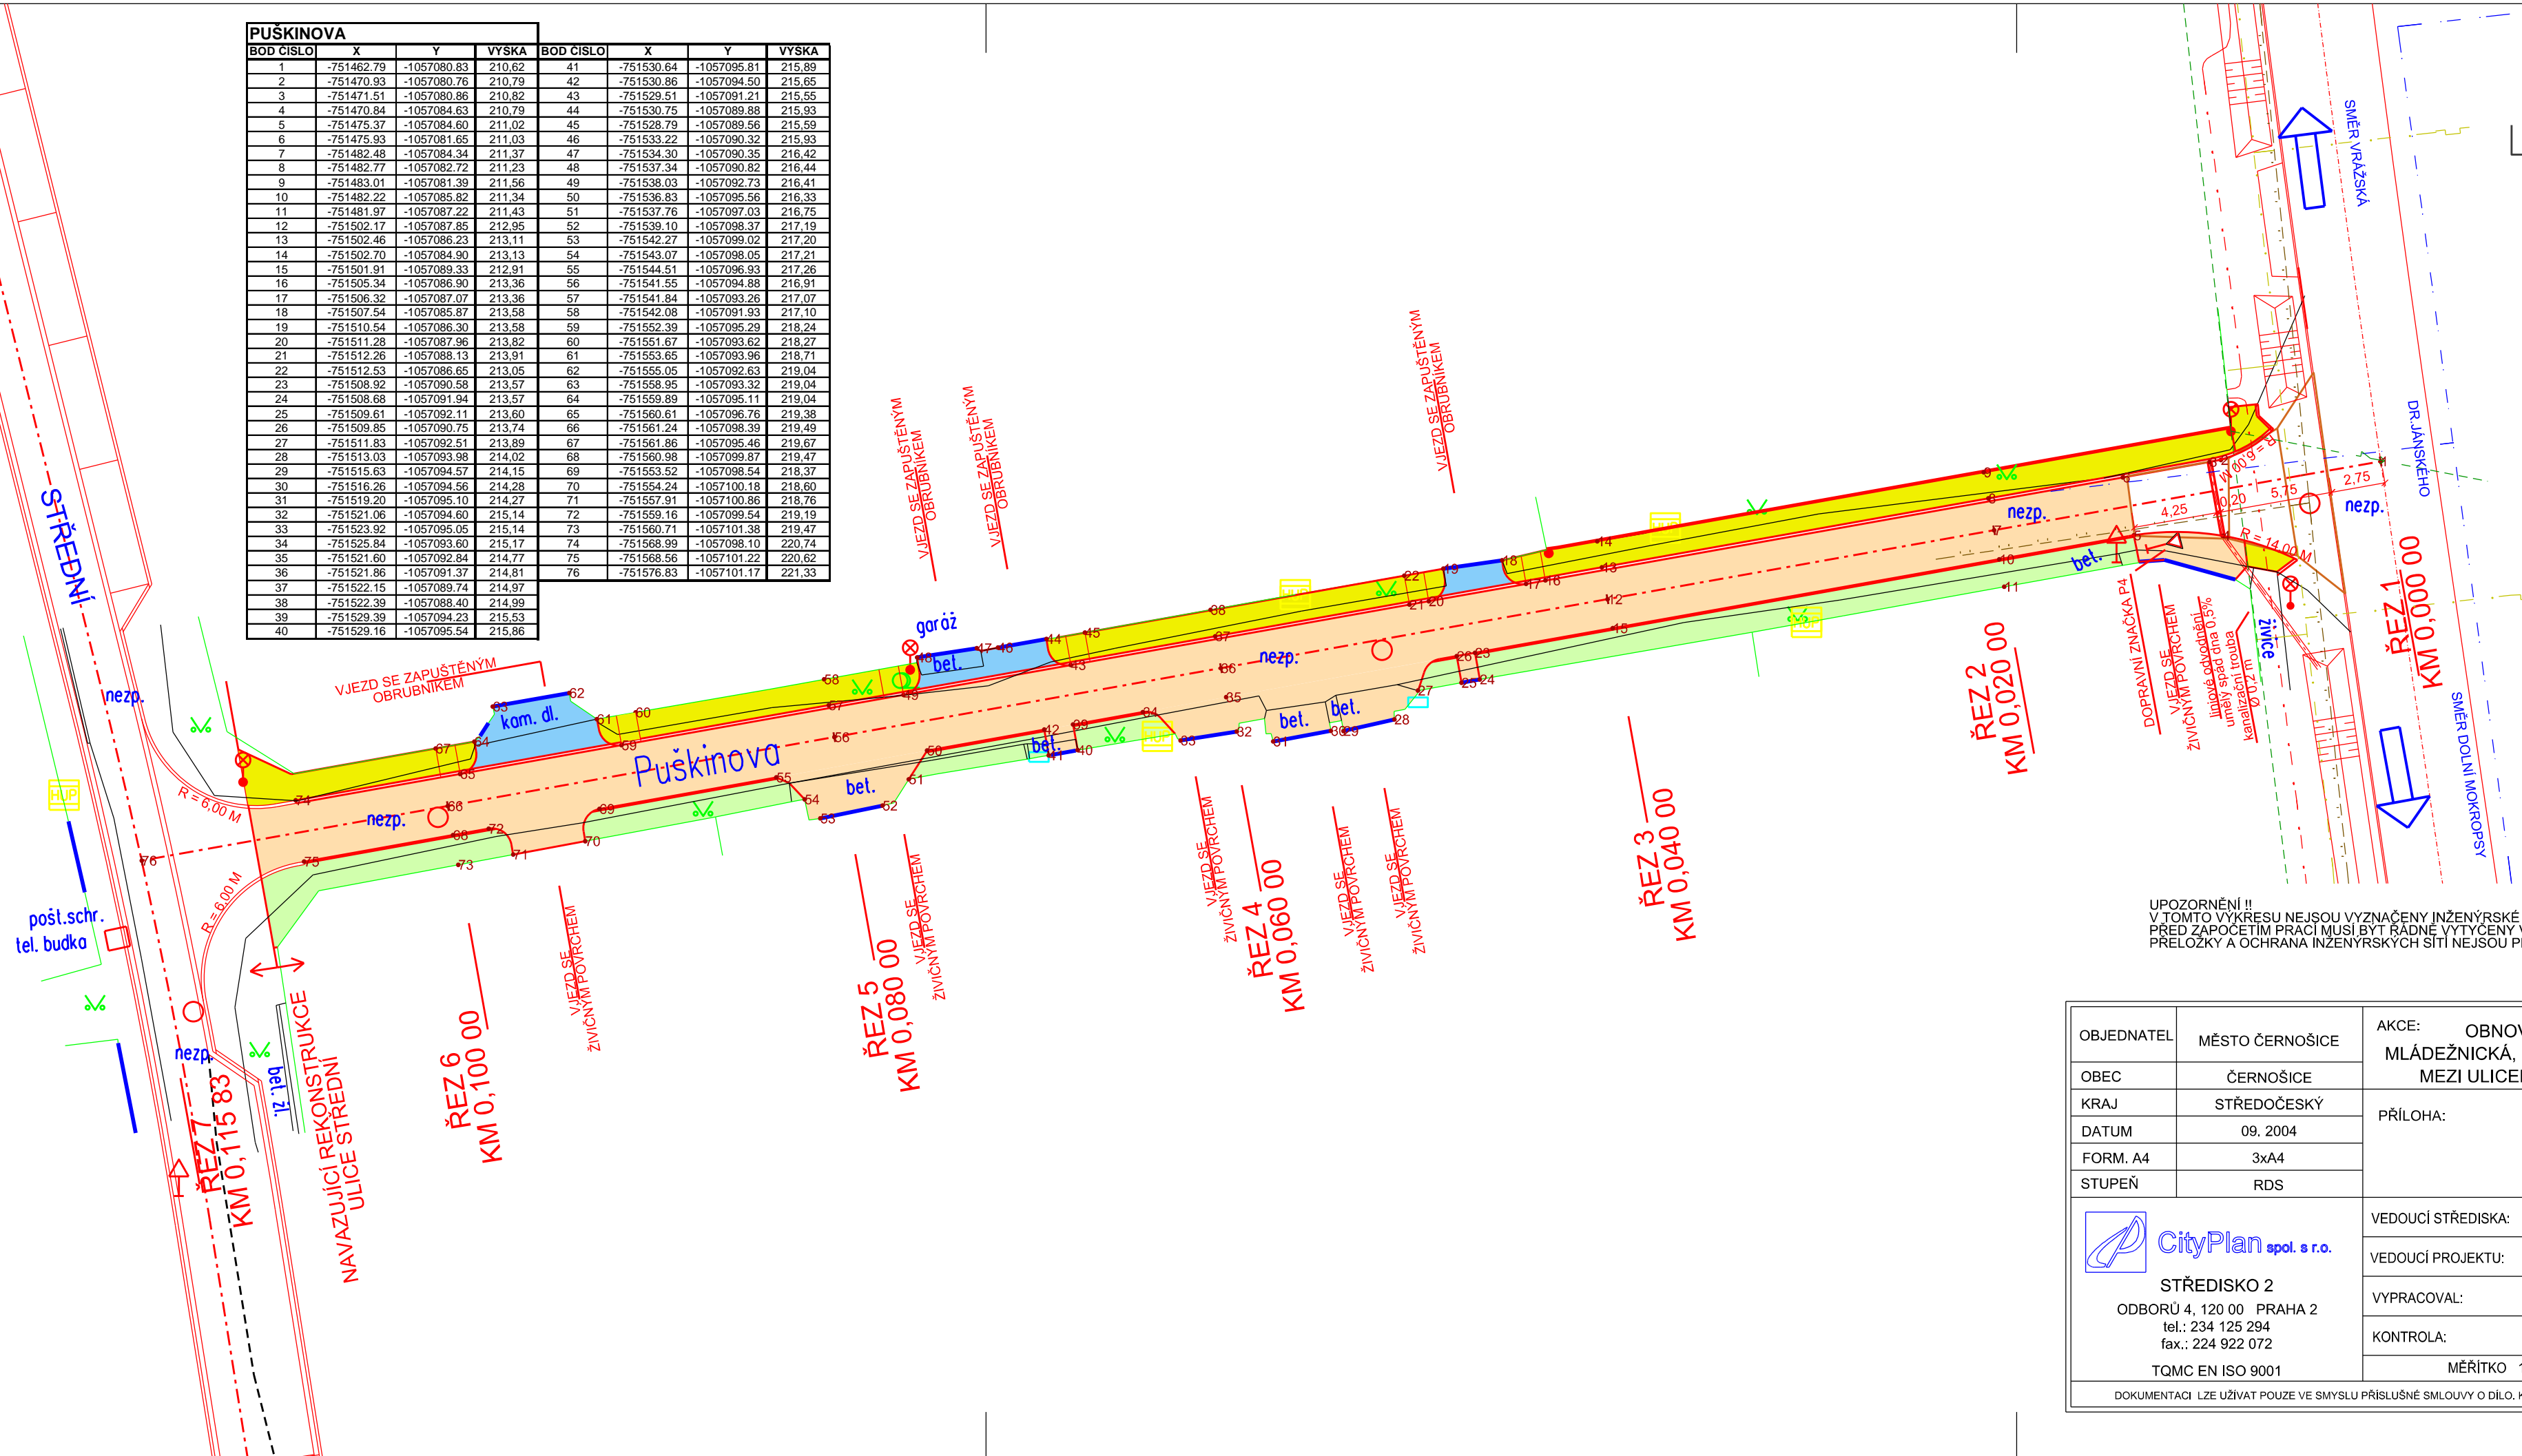 PUŠKINOVA
BOD ČÍSLO X Y VÝŠKA BOD ČÍSLO X Y VÝŠKA
1 -751462.79 -1057080.83 210,62 41 -751530.64 -1057095.81 215,89
2 -751470.93 -1057080.76 210,79 42 -751530.86 -1057094.50 215,65
3 -751471.51 -1057080.86 210,82 43 -751529.51 -1057091.21 215,55
4 -751470.84 -1057084.63 210,79 44 -751530.75 -1057089.88 215,93
5 -751475.37 -1057084.60 211,02 45 -751528.79 -1057089.56 215,59
6 -751475.93 -1057081.65 211,03 46 -751533.22 -1057090.32 215,93
7 -751482.48 -1057084.34 211,37 47 -751534.30 -1057090.35 216,42
8 -751482.77 -1057082.72 211,23 48 -751537.34 -1057090.82 216,44
9 -751483.01 -1057081.39 211,56 49 -751538.03 -1057092.73 216,41
10 -751482.22 -1057085.82 211,34 50 -751536.83 -1057095.56 216,33
11 -751481.97 -1057087.22 211,43 51 -751537.76 -1057097.03 216,75
12 -751502.17 -1057087.85 212,95 52 -751539.10 -1057098.37 217,19
13 -751502.46 -1057086.23 213,11 53 -751542.27 -1057099.02 217,20
14 -751502.70 -1057084.90 213,13 54 -751543.07 -1057098.05 217,21
15 -751501.91 -1057089.33 212,91 55 -751544.51 -1057096.93 217,26
16 -751505.34 -1057086.90 213,36 56 -751541.55 -1057094.88 216,91
17 -751506.32 -1057087.07 213,36 57 -751541.84 -1057093.26 217,07
18 -751507.54 -1057085.87 213,58 58 -751542.08 -1057091.93 217,10
19 -751510.54 -1057086.30 213,58 59 -751552.39 -1057095.29 218,24
20 -751511.28 -1057087.96 213,82 60 -751551.67 -1057093.62 218,27
21 -751512.26 -1057088.13 213,91 61 -751553.65 -1057093.96 218,71
22 -751512.53 -1057086.65 213,05 62 -751555.05 -1057092.63 219,04
23 -751508.92 -1057090.58 213,57 63 -751558.95 -1057093.32 219,04
24 -751508.68 -1057091.94 213,57 64 -751559.89 -1057095.11 219,04
25 -751509.61 -1057092.11 213,60 65 -751560.61 -1057096.76 219,38
26 -751509.85 -1057090.75 213,74 66 -751561.24 -1057098.39 219,49
27 -751511.83 -1057092.51 213,89 67 -751561.86 -1057095.46 219,67
28 -751513.03 -1057093.98 214,02 68 -751560.98 -1057099.87 219,47
29 -751515.63 -1057094.57 214,15 69 -751553.52 -1057098.54 218,37
30 -751516.26 -1057094.56 214,28 70 -751554.24 -1057100.18 218,60
31 -751519.20 -1057095.10 214,27 71 -751557.91 -1057100.86 218,76
32 -751521.06 -1057094.60 215,14 72 -751559.16 -1057099.54 219,19
33 -751523.92 -1057095.05 215,14 73 -751560.71 -1057101.38 219,47
34 -751525.84 -1057093.60 215,17 74 -751568.99 -1057098.10 220,74
35 -751521.60 -1057092.84 214,77 75 -751568.56 -1057101.22 220,62
36 -751521.86 -1057091.37 214,81 76 -751576.83 -1057101.17 221,33
37 -751522.15 -1057089.74 214,97
38 -751522.39 -1057088.40 214,99
39 -751529.39 -1057094.23 215,53
40 -751529.16 -1057095.54 215,86
STŘEDNÍ
nezp.
HUP
pošt.schr.
tel. budka
nezp.
bet. žl.
ŘEZ 7
KM 0,115 83
NAVAZUJÍCÍ REKONSTRUKCE
ULICE STŘEDNÍ
R = 6,00 M
R = 6,00 M
VJEZD SE ZAPUŠTĚNÝM
OBRUBNÍKEM
kam. dl.
nezp.
Puškinova
ŘEZ 6
KM 0,100 00
VJEZD SE
ŽIVIČNÝM POVRCHEM
bet.
ŘEZ 5
KM 0,080 00
VJEZD SE
ŽIVIČNÝM POVRCHEM
VJEZD SE ZAPUŠTĚNÝM
OBRUBNÍKEM
VJEZD SE ZAPUŠTĚNÝM
OBRUBNÍKEM
garáž
bet.
bet.
nezp.
bet.
bet.
VJEZD SE
ŽIVIČNÝM POVRCHEM
ŘEZ 4
KM 0,060 00
VJEZD SE
ŽIVIČNÝM POVRCHEM
VJEZD SE
ŽIVIČNÝM POVRCHEM
VJEZD SE ZAPUŠTĚNÝM
OBRUBNÍKEM
ŘEZ 3
KM 0,040 00
HUP
nezp.
ŘEZ 2
KM 0,020 00
bet.
DOPRAVNÍ ZNAČKA P4
VJEZD SE
ŽIVIČNÝM POVRCHEM
liniové odvodnění
umělý spád dna 0.5%
kanalizační trouba
Ø 0,2 m
živice
R = 6,00 M
R = 14,00 M
4,25
0,20
5,75
2,75
nezp.
ŘEZ 1
KM 0,000 00
SMĚR VRÁŽSKÁ
DR.JÁNSKÉHO
SMĚR DOLNÍ MOKROPSY
UPOZORNĚNÍ !!
V TOMTO VÝKRESU NEJSOU VYZNAČENY INŽENÝRSKÉ
PŘED ZAPOČETÍM PRACÍ MUSÍ BÝT ŘÁDNĚ VYTYČENY
PŘELOŽKY A OCHRANA INŽENÝRSKÝCH SÍTÍ NEJSOU
OBJEDNATEL MĚSTO ČERNOŠICE
OBEC ČERNOŠICE
KRAJ STŘEDOČESKÝ
DATUM 09. 2004
FORM. A4 3xA4
STUPEŇ RDS
AKCE:
MLÁDEŽNICKÁ,
MEZI
PŘÍLOHA:
CityPlan spol. s r.o.
STŘEDISKO 2
ODBORŮ 4, 120 00 PRAHA 2
tel.: 234 125 294
fax.: 224 922 072
TQMC EN ISO 9001
VEDOUCÍ STŘEDISKA:
VEDOUCÍ PROJEKTU:
VYPRACOVAL:
KONTROLA:
MĚŘÍTKO
DOKUMENTACI LZE UŽÍVAT POUZE VE SMYSLU PŘÍSLUŠNÉ SMLOUVY O DÍLO.